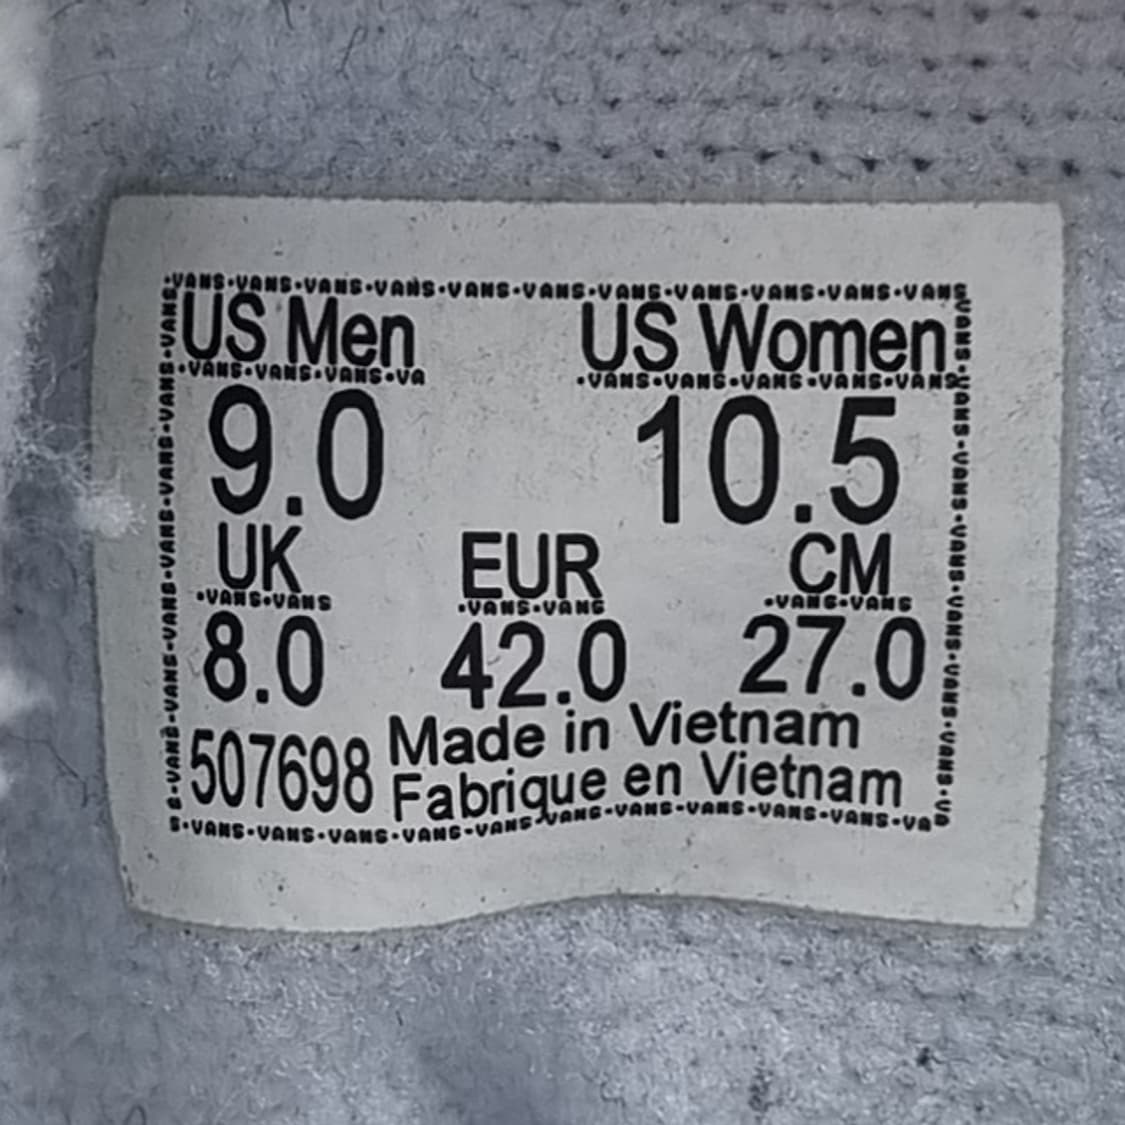 ·VANS·VANS·VANS·VANS·VANS·VANS·VANS·VANS·VANS·VANS·VANS
US Men US Women
·VANS·VANS·VANS·VA ·VANS·VANS·VANS·VANS·VANS
9.0 10.5
UK EUR CM
·VANS·VANS ·VANS·VANS ·VANS·VANS
8.0 42.0 27.0
507698 Made in Vietnam
Fabrique en Vietnam
S·VANS·VANS·VANS·VANS·VANS·VANS·VANS·VANS·VANS·VANS·VA